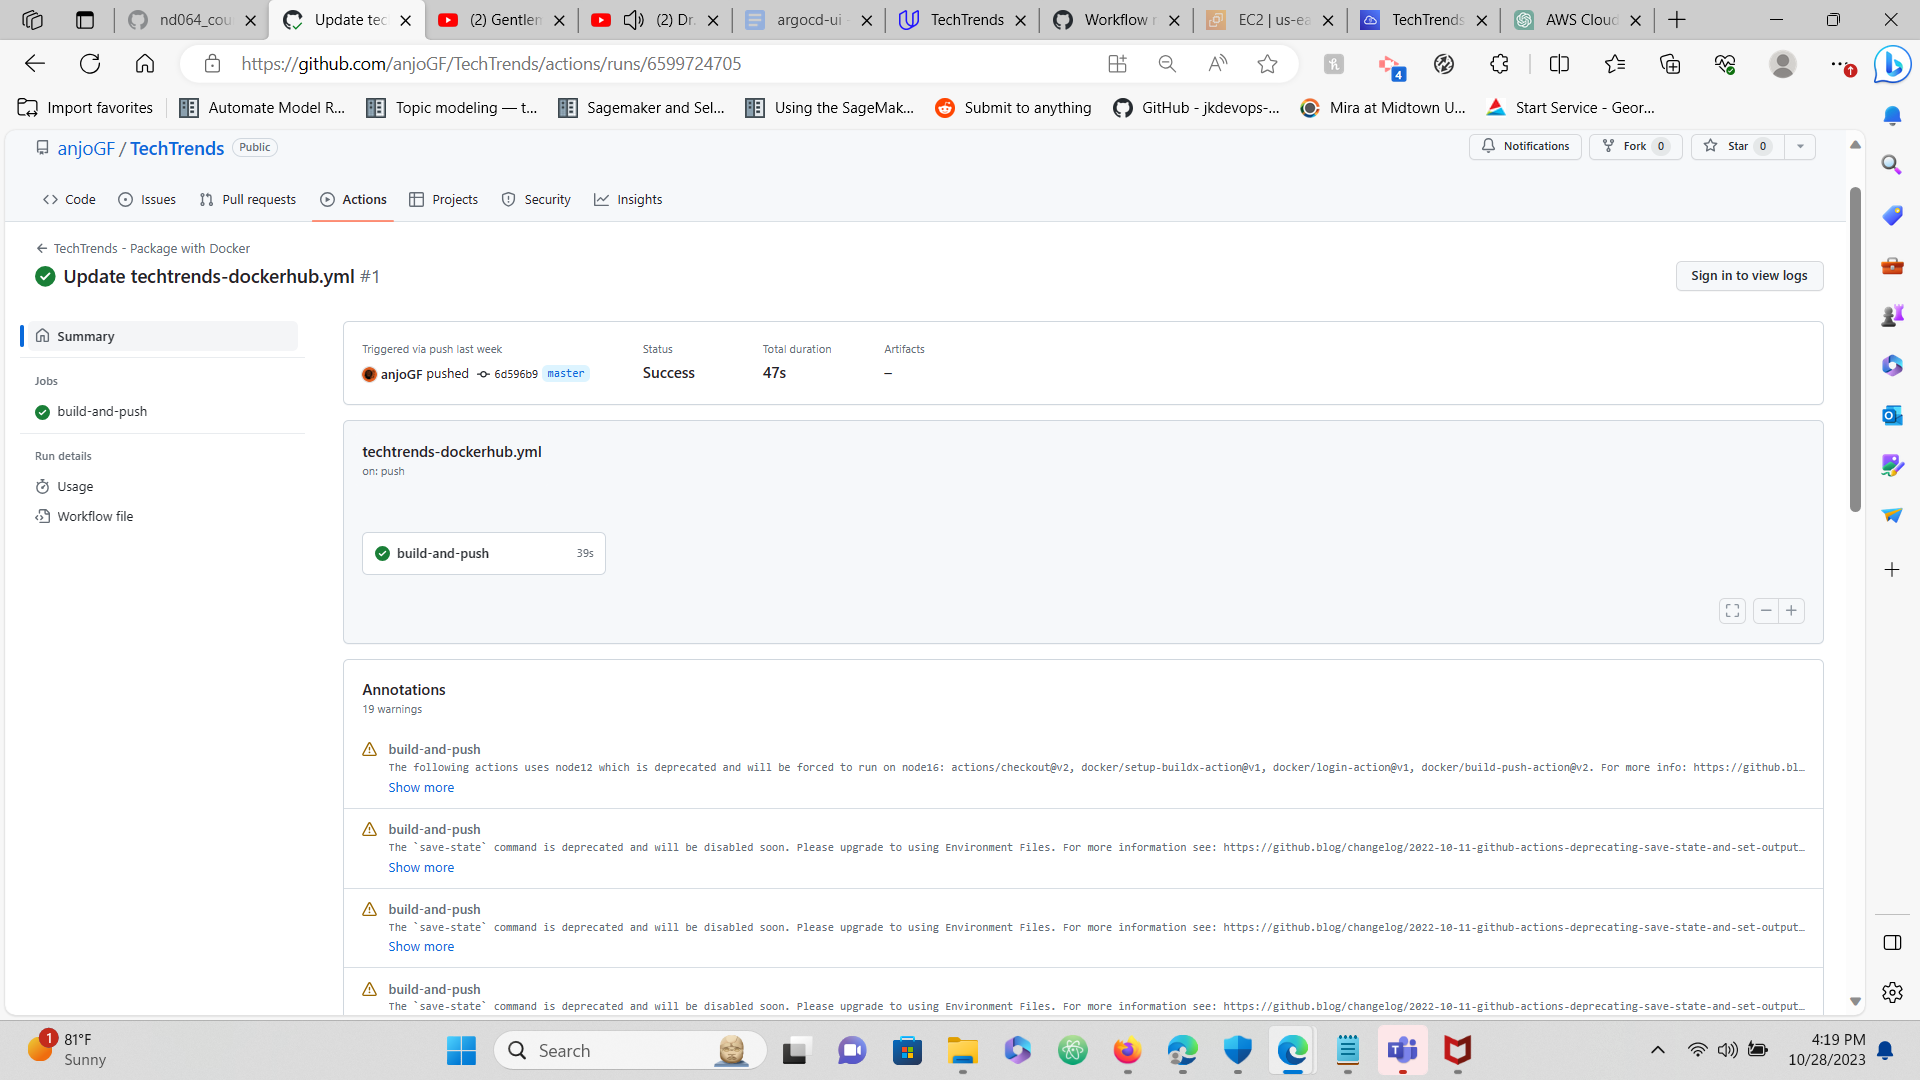 nd064_cou
Update tec
(2) Gentlem
(2) Dr.
argocd-ui -
TechTrends
Workflow r
EC2 | us-ea
TechTrends
AWS Cloud
https://github.com/anjoGF/TechTrends/actions/runs/6599724705
4
Import favorites
Automate Model R...
Topic modeling — t...
Sagemaker and Sel...
Using the SageMak...
Submit to anything
GitHub - jkdevops-...
Mira at Midtown U...
Start Service - Geor...
anjoGF / TechTrends Public
Notifications
Fork 0
Star 0
Code
Issues
Pull requests
Actions
Projects
Security
Insights
TechTrends - Package with Docker
Update techtrends-dockerhub.yml #1
Sign in to view logs
Summary
Jobs
build-and-push
Run details
Usage
Workflow file
Triggered via push last week
anjoGF pushed 6d596b9 master
Status
Success
Total duration
47s
Artifacts
–
techtrends-dockerhub.yml
on: push
build-and-push 39s
Annotations
19 warnings
build-and-push
The following actions uses node12 which is deprecated and will be forced to run on node16: actions/checkout@v2, docker/setup-buildx-action@v1, docker/login-action@v1, docker/build-push-action@v2. For more info: https://github.bl…
Show more
build-and-push
The `save-state` command is deprecated and will be disabled soon. Please upgrade to using Environment Files. For more information see: https://github.blog/changelog/2022-10-11-github-actions-deprecating-save-state-and-set-output…
Show more
build-and-push
The `save-state` command is deprecated and will be disabled soon. Please upgrade to using Environment Files. For more information see: https://github.blog/changelog/2022-10-11-github-actions-deprecating-save-state-and-set-output…
Show more
build-and-push
The `save-state` command is deprecated and will be disabled soon. Please upgrade to using Environment Files. For more information see: https://github.blog/changelog/2022-10-11-github-actions-deprecating-save-state-and-set-output…
1
81°F
Sunny
Search
4:19 PM
10/28/2023